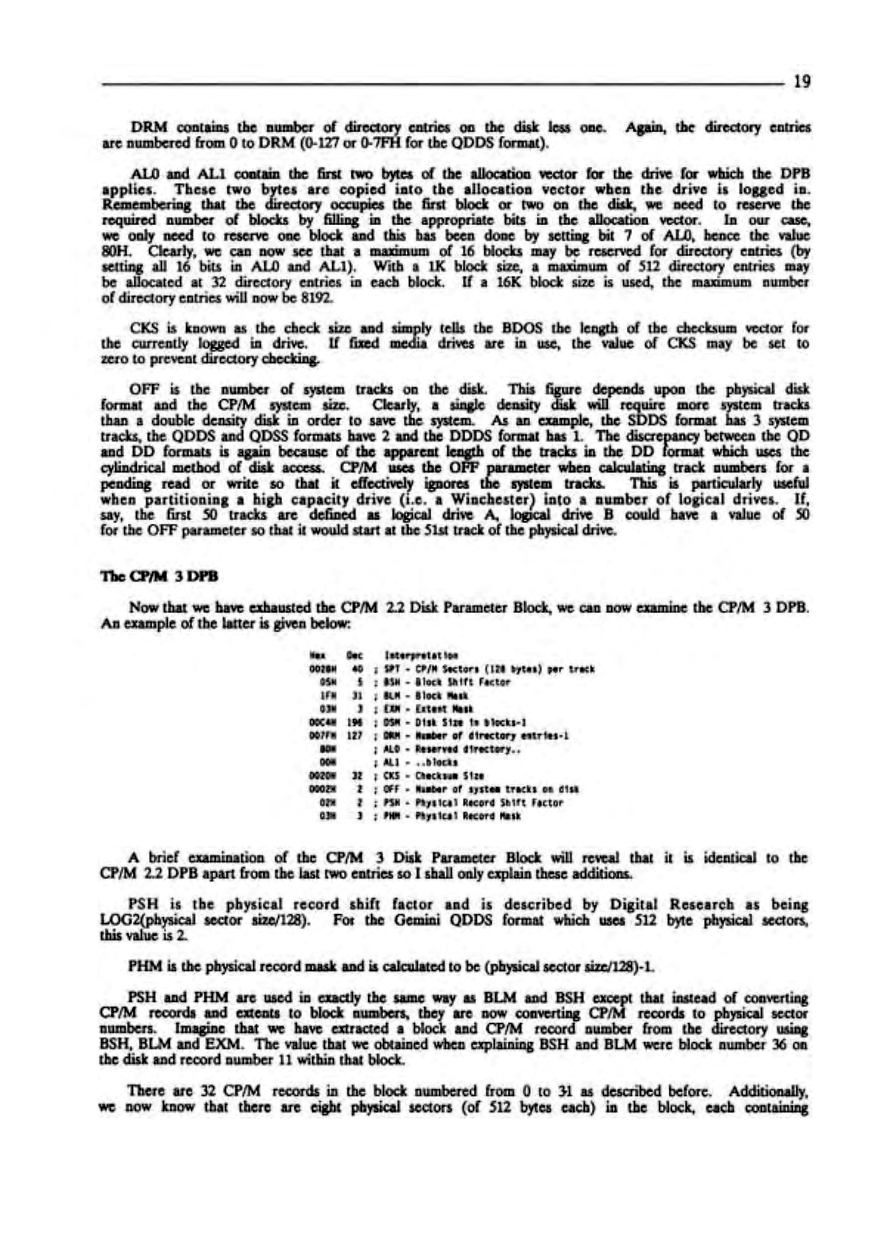 19
DRM contains the number of directory entries on the disk less one. Again, the directory entries
are numbered from 0 to DRM (0-127 or 0-7FH for the QDDS format).
AL0 and AL1 contain the first two bytes of the allocation vector for the drive for which the DPB
applies. These two bytes are copied into the allocation vector when the drive is logged in.
Remembering that the directory occupies the first block or two on the disk, we need to reserve the
required number of blocks by filling in the appropriate bits in the allocation vector. In our case,
we only need to reserve one block and this has been done by setting bit 7 of AL0, hence the value
80H. Clearly, we can now see that a maximum of 16 blocks may be reserved for directory entries (by
setting all 16 bits in AL0 and AL1). With a 1K block size, a maximum of 512 directory entries may
be allocated at 32 directory entries in each block. If a 16K block size is used, the maximum number
of directory entries will now be 8192.
CKS is known as the check size and simply tells the BDOS the length of the checksum vector for
the currently logged in drive. If fixed media drives are in use, the value of CKS may be set to
zero to prevent directory checking.
OFF is the number of system tracks on the disk. This figure depends upon the physical disk
format and the CP/M system size. Clearly, a single density disk will require more system tracks
than a double density disk in order to save the system. As an example, the SDDS format has 3 system
tracks, the QDDS and QDSS formats have 2 and the DDDS format has 1. The discrepancy between the QD
and DD formats is again because of the apparent length of the tracks in the DD format which uses the
cylindrical method of disk access. CP/M uses the OFF parameter when calculating track numbers for a
pending read or write so that it effectively ignores the system tracks. This is particularly useful
when partitioning a high capacity drive (i.e. a Winchester) into a number of logical drives. If,
say, the first 50 tracks are defined as logical drive A, logical drive B could have a value of 50
for the OFF parameter so that it would start at the 51st track of the physical drive.
The CP/M 3 DPB
Now that we have exhausted the CP/M 2.2 Disk Parameter Block, we can now examine the CP/M 3 DPB.
An example of the latter is given below:
Hex Dec Interpretation
0028H 40 ; SPT - CP/M Sectors (128 bytes) per track
05H 5 ; BSH - Block Shift Factor
1FH 31 ; BLM - Block Mask
03H 3 ; EXM - Extent Mask
00C4H 196 ; DSM - Disk Size in blocks-1
007FH 127 ; DRM - Number of directory entries-1
80H ; AL0 - Reserved directory..
00H ; AL1 - ..blocks
0020H 32 ; CKS - Checksum Size
0002H 2 ; OFF - Number of system tracks on disk
02H 2 ; PSH - Physical Record Shift Factor
03H 3 ; PHM - Physical Record Mask
A brief examination of the CP/M 3 Disk Parameter Block will reveal that it is identical to the
CP/M 2.2 DPB apart from the last two entries so I shall only explain these additions.
PSH is the physical record shift factor and is described by Digital Research as being
LOG2(physical sector size/128). For the Gemini QDDS format which uses 512 byte physical sectors,
this value is 2.
PHM is the physical record mask and is calculated to be (physical sector size/128)-1.
PSH and PHM are used in exactly the same way as BLM and BSH except that instead of converting
CP/M records and extents to block numbers, they are now converting CP/M records to physical sector
numbers. Imagine that we have extracted a block and CP/M record number from the directory using
BSH, BLM and EXM. The value that we obtained when explaining BSH and BLM were block number 36 on
the disk and record number 11 within that block.
There are 32 CP/M records in the block numbered from 0 to 31 as described before. Additionally,
we now know that there are eight physical sectors (of 512 bytes each) in the block, each containing